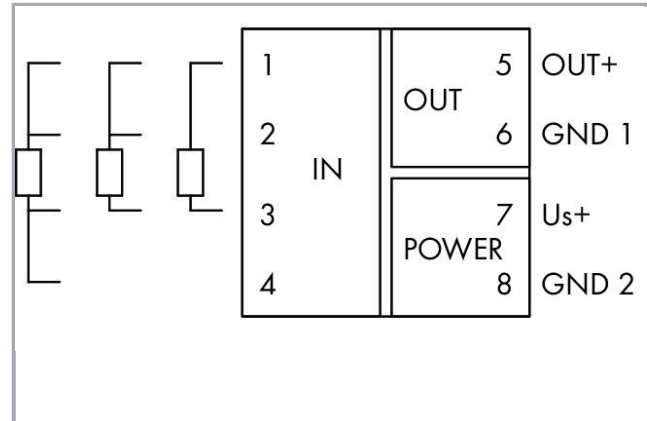 1 5 OUT+
OUT
2 6 GND 1
IN
3 7 Us+
POWER
4 8 GND 2